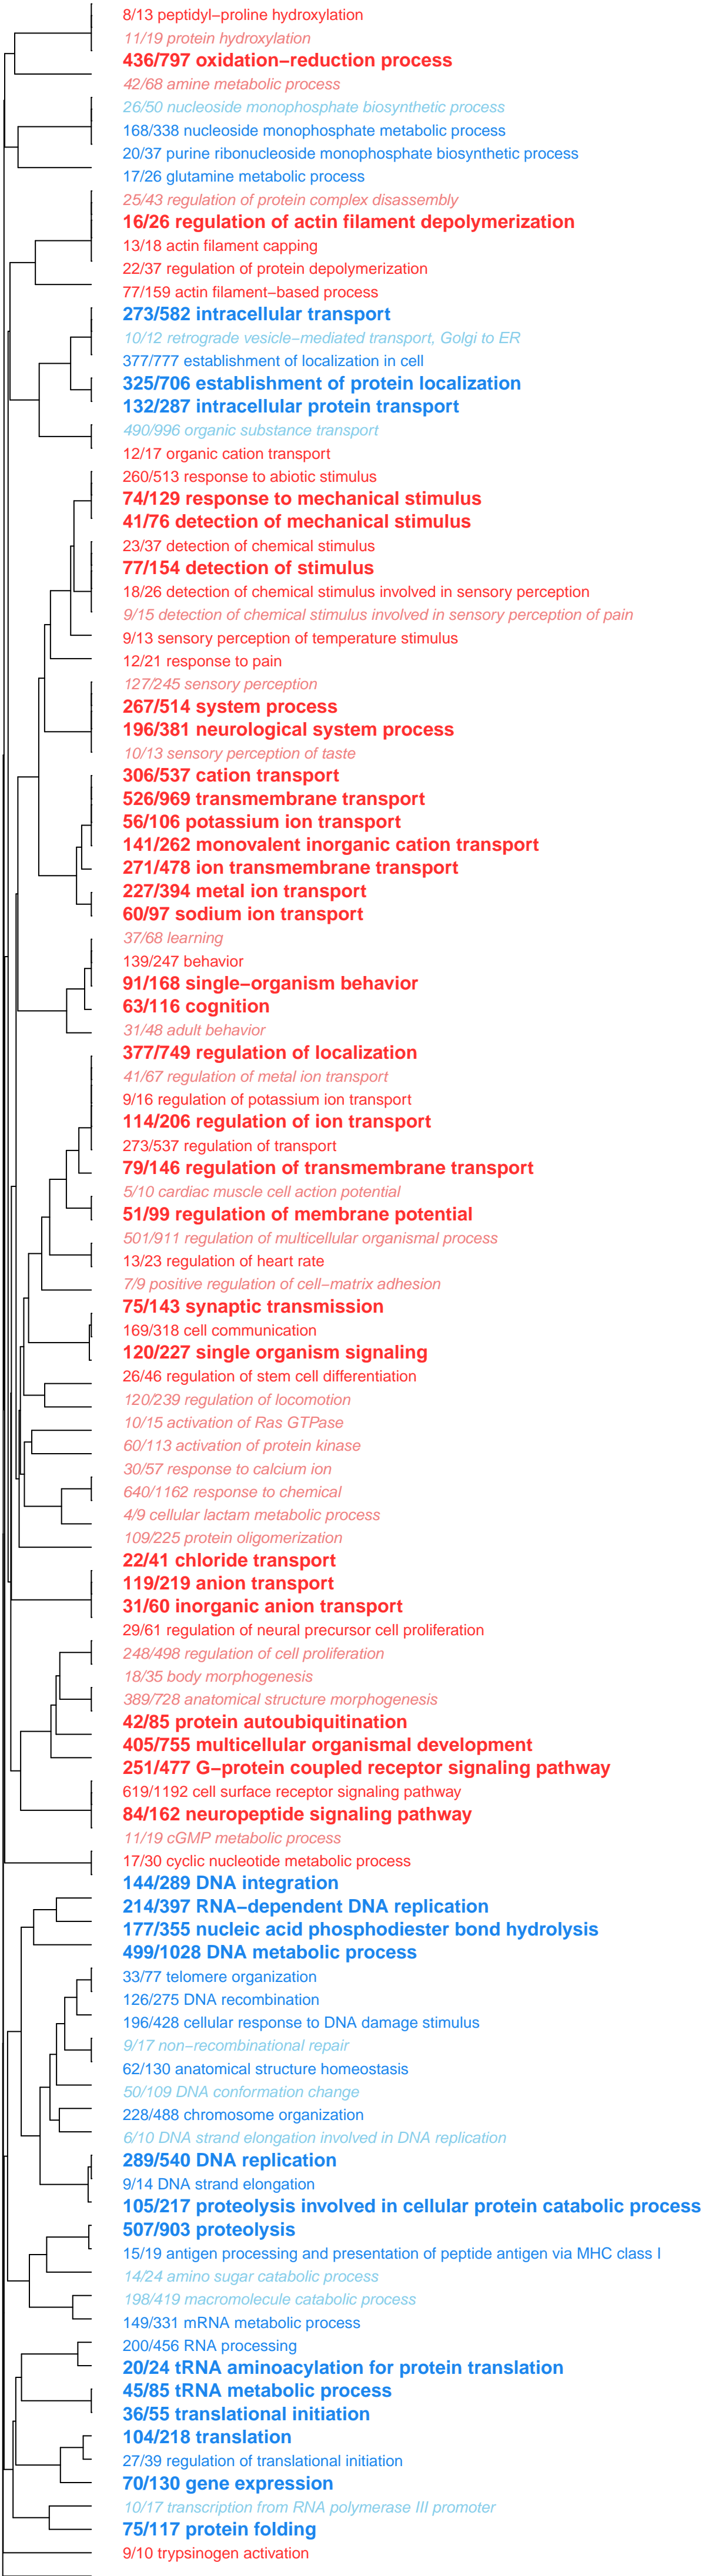 8/13 peptidyl−proline hydroxylation
11/19 protein hydroxylation
436/797 oxidation−reduction process
42/68 amine metabolic process
26/50 nucleoside monophosphate biosynthetic process
168/338 nucleoside monophosphate metabolic process
20/37 purine ribonucleoside monophosphate biosynthetic process
17/26 glutamine metabolic process
25/43 regulation of protein complex disassembly
16/26 regulation of actin filament depolymerization
13/18 actin filament capping
22/37 regulation of protein depolymerization
77/159 actin filament−based process
273/582 intracellular transport
10/12 retrograde vesicle−mediated transport, Golgi to ER
377/777 establishment of localization in cell
325/706 establishment of protein localization
132/287 intracellular protein transport
490/996 organic substance transport
12/17 organic cation transport
260/513 response to abiotic stimulus
74/129 response to mechanical stimulus
41/76 detection of mechanical stimulus
23/37 detection of chemical stimulus
77/154 detection of stimulus
18/26 detection of chemical stimulus involved in sensory perception
9/15 detection of chemical stimulus involved in sensory perception of pain
9/13 sensory perception of temperature stimulus
12/21 response to pain
127/245 sensory perception
267/514 system process
196/381 neurological system process
10/13 sensory perception of taste
306/537 cation transport
526/969 transmembrane transport
56/106 potassium ion transport
141/262 monovalent inorganic cation transport
271/478 ion transmembrane transport
227/394 metal ion transport
60/97 sodium ion transport
37/68 learning
139/247 behavior
91/168 single−organism behavior
63/116 cognition
31/48 adult behavior
377/749 regulation of localization
41/67 regulation of metal ion transport
9/16 regulation of potassium ion transport
114/206 regulation of ion transport
273/537 regulation of transport
79/146 regulation of transmembrane transport
5/10 cardiac muscle cell action potential
51/99 regulation of membrane potential
501/911 regulation of multicellular organismal process
13/23 regulation of heart rate
7/9 positive regulation of cell−matrix adhesion
75/143 synaptic transmission
169/318 cell communication
120/227 single organism signaling
26/46 regulation of stem cell differentiation
120/239 regulation of locomotion
10/15 activation of Ras GTPase
60/113 activation of protein kinase
30/57 response to calcium ion
640/1162 response to chemical
4/9 cellular lactam metabolic process
109/225 protein oligomerization
22/41 chloride transport
119/219 anion transport
31/60 inorganic anion transport
29/61 regulation of neural precursor cell proliferation
248/498 regulation of cell proliferation
18/35 body morphogenesis
389/728 anatomical structure morphogenesis
42/85 protein autoubiquitination
405/755 multicellular organismal development
251/477 G−protein coupled receptor signaling pathway
619/1192 cell surface receptor signaling pathway
84/162 neuropeptide signaling pathway
11/19 cGMP metabolic process
17/30 cyclic nucleotide metabolic process
144/289 DNA integration
214/397 RNA−dependent DNA replication
177/355 nucleic acid phosphodiester bond hydrolysis
499/1028 DNA metabolic process
33/77 telomere organization
126/275 DNA recombination
196/428 cellular response to DNA damage stimulus
9/17 non−recombinational repair
62/130 anatomical structure homeostasis
50/109 DNA conformation change
228/488 chromosome organization
6/10 DNA strand elongation involved in DNA replication
289/540 DNA replication
9/14 DNA strand elongation
105/217 proteolysis involved in cellular protein catabolic process
507/903 proteolysis
15/19 antigen processing and presentation of peptide antigen via MHC class I
14/24 amino sugar catabolic process
198/419 macromolecule catabolic process
149/331 mRNA metabolic process
200/456 RNA processing
20/24 tRNA aminoacylation for protein translation
45/85 tRNA metabolic process
36/55 translational initiation
104/218 translation
27/39 regulation of translational initiation
70/130 gene expression
10/17 transcription from RNA polymerase III promoter
75/117 protein folding
9/10 trypsinogen activation